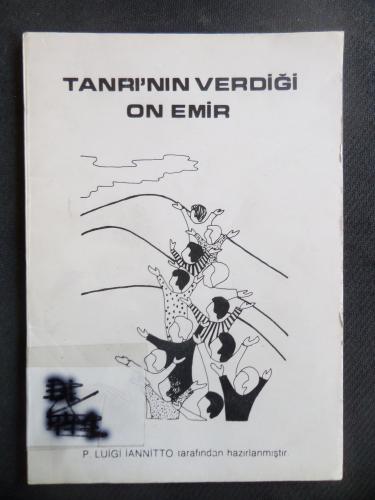 TANRI'NIN VERDİĞİ
ON EMİR
P. LUIGI IANNITTO tarafından hazırlanmıştır.